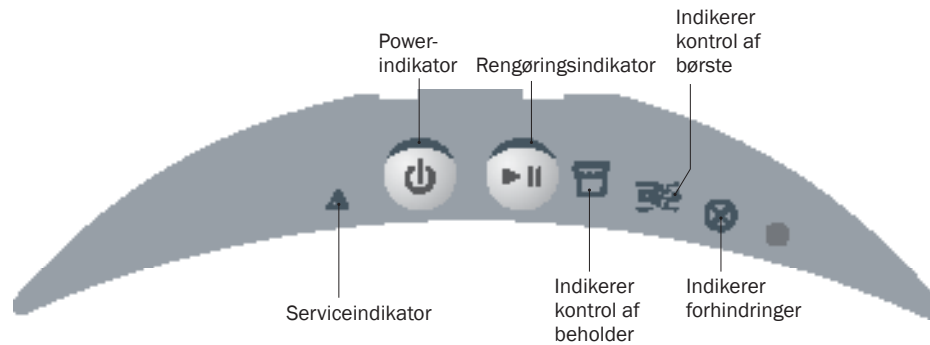 Indikerer
kontrol af
børste
Power-
indikator
Rengøringsindikator
Serviceindikator
Indikerer
kontrol af
beholder
Indikerer
forhindringer